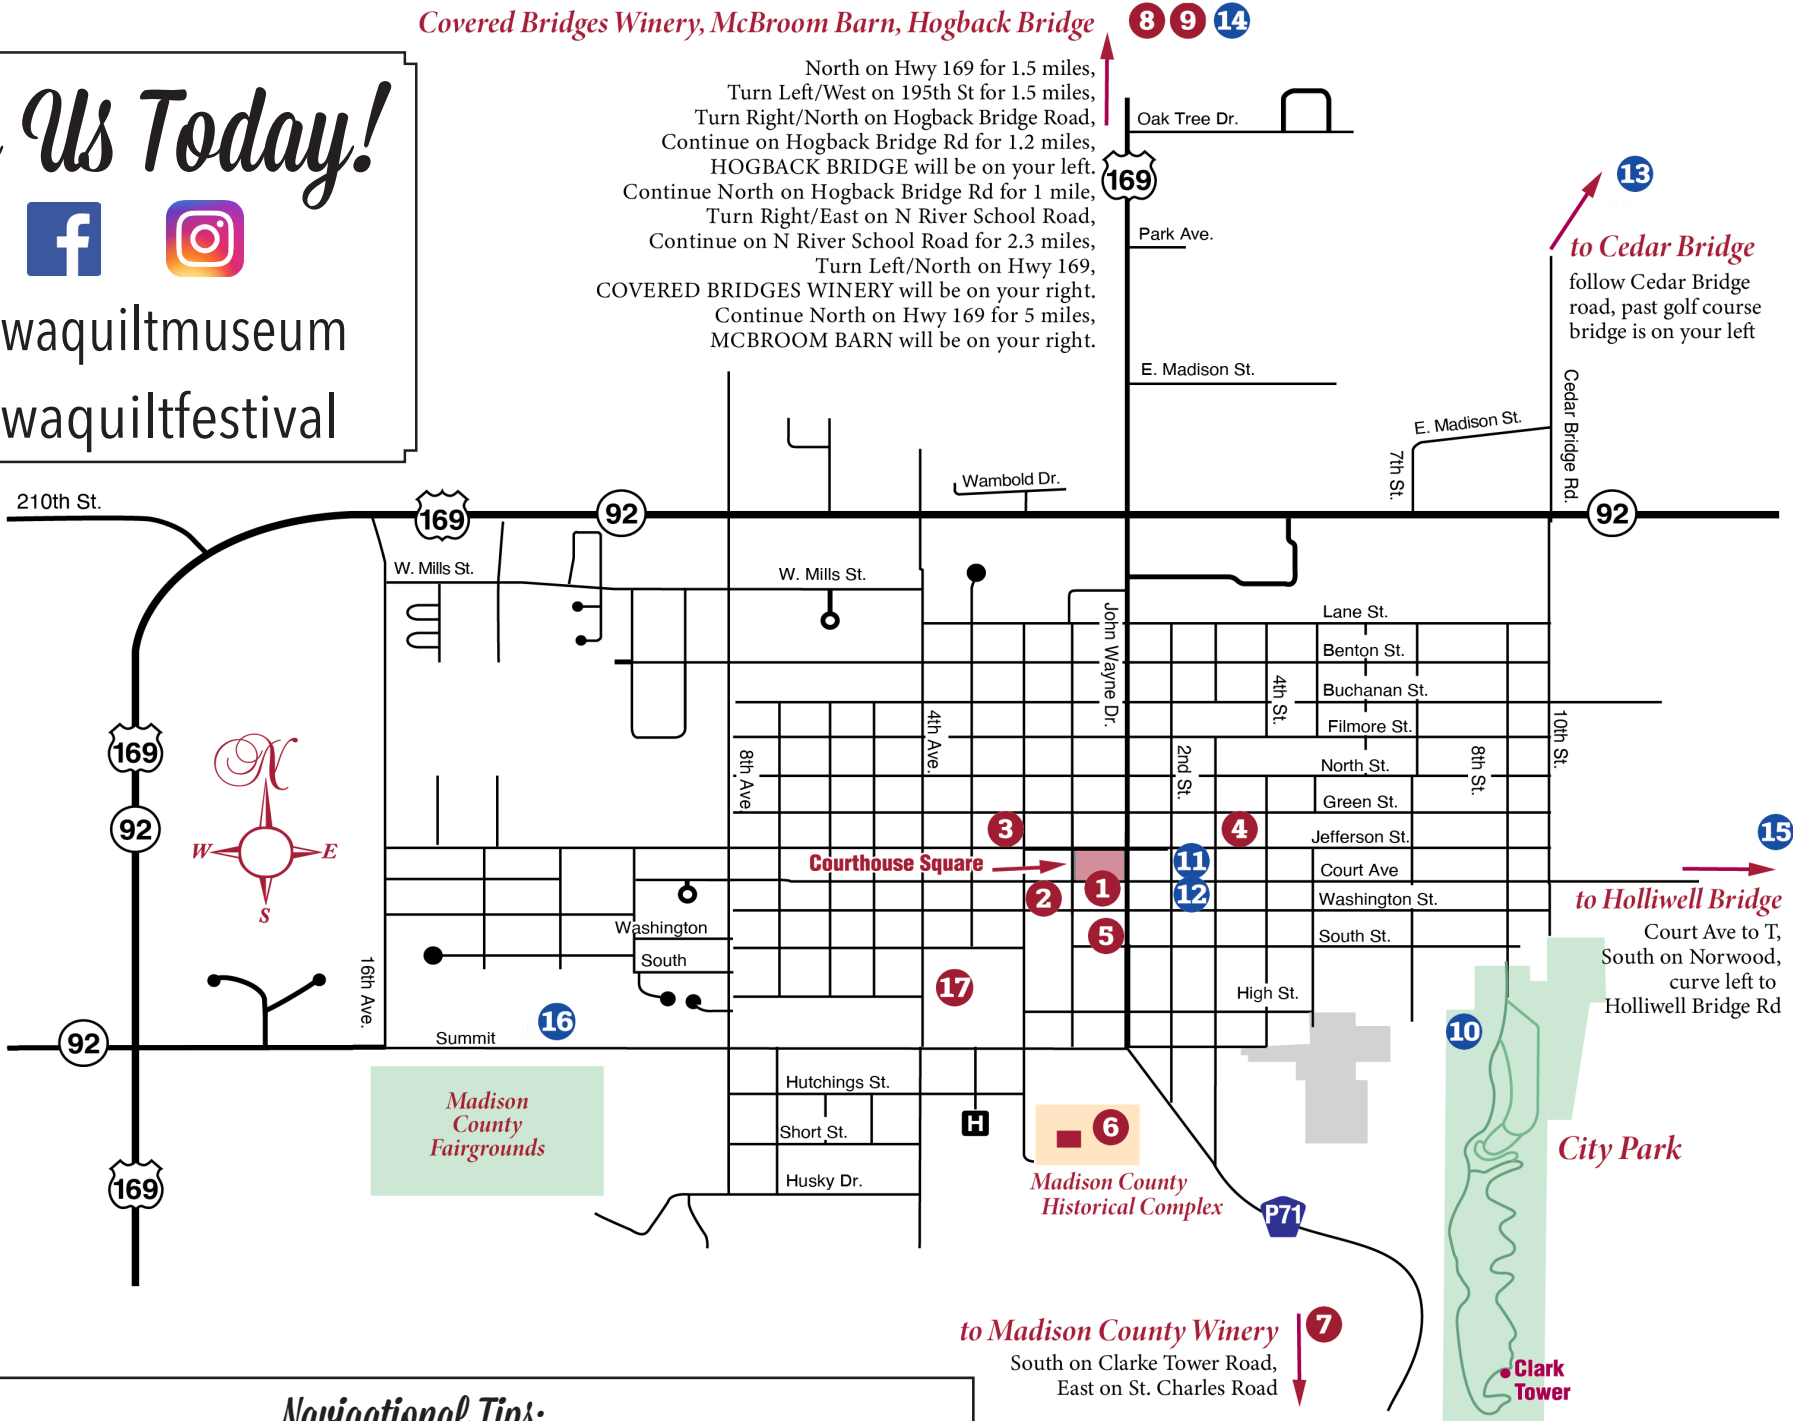 Covered Bridges Winery, McBroom Barn, Hogback Bridge
8 9 14
North on Hwy 169 for 1.5 miles,
Turn Left/West on 195th St for 1.5 miles,
Turn Right/North on Hogback Bridge Road,
Continue on Hogback Bridge Rd for 1.2 miles,
HOGBACK BRIDGE will be on your left.
Continue North on Hogback Bridge Rd for 1 mile,
Turn Right/East on N River School Road,
Continue on N River School Road for 2.3 miles,
Turn Left/North on Hwy 169,
COVERED BRIDGES WINERY will be on your right.
Continue North on Hwy 169 for 5 miles,
MCBROOM BARN will be on your right.
Us Today!
waquiltmuseum
waquiltfestival
Oak Tree Dr.
169
Park Ave.
E. Madison St.
13
to Cedar Bridge
follow Cedar Bridge
road, past golf course
bridge is on your left
Cedar Bridge Rd.
E. Madison St.
7th St.
Wambold Dr.
210th St.
169
92
92
W. Mills St.
W. Mills St.
John Wayne Dr.
Lane St.
Benton St.
Buchanan St.
Filmore St.
North St.
Green St.
Jefferson St.
Court Ave
Washington St.
South St.
High St.
4th St.
2nd St.
8th St.
10th St.
4th Ave.
8th Ave
16th Ave.
169
92
N
W
E
S
3
4
Courthouse Square
11
1
2
12
5
17
15
to Holliwell Bridge
Court Ave to T,
South on Norwood,
curve left to
Holliwell Bridge Rd
Washington
South
16
Summit
92
10
Madison
County
Fairgrounds
Hutchings St.
Short St.
Husky Dr.
H
6
Madison County
Historical Complex
City Park
169
P71
to Madison County Winery
7
South on Clarke Tower Road,
East on St. Charles Road
Clark
Tower
Navigational Tips: